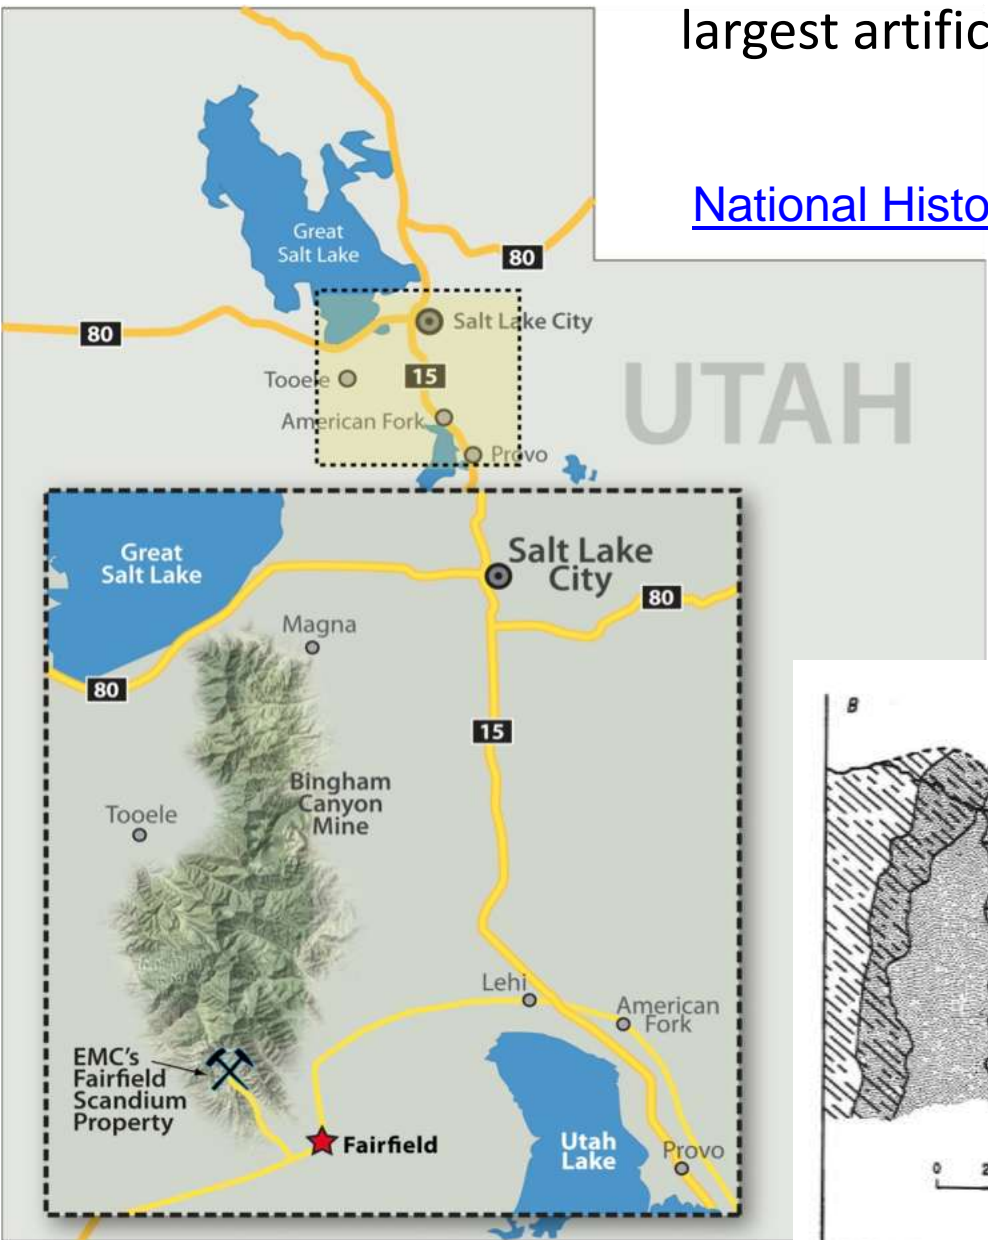 largest artific
National Histo
Great
Salt Lake
80
80
Salt Lake City
Tooele
15
UTAH
American Fork
Provo
Great
Salt Lake
Salt Lake
City
80
Magna
80
15
Bingham
Canyon
Mine
Tooele
Lehi
American
Fork
EMC's
Fairfield
Scandium
Property
Fairfield
Utah
Lake
Provo
B
0 2